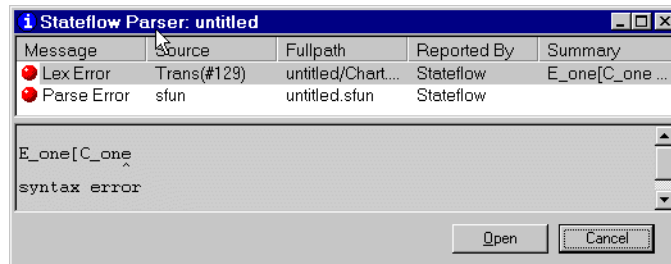 Stateflow Parser: untitled
Message Source Fullpath Reported By Summary
Lex Error Trans(#129) untitled/Chart.... Stateflow E_one[C_one ...
Parse Error sfun untitled.sfun Stateflow
E_one[C_one
^
syntax error
Open Cancel